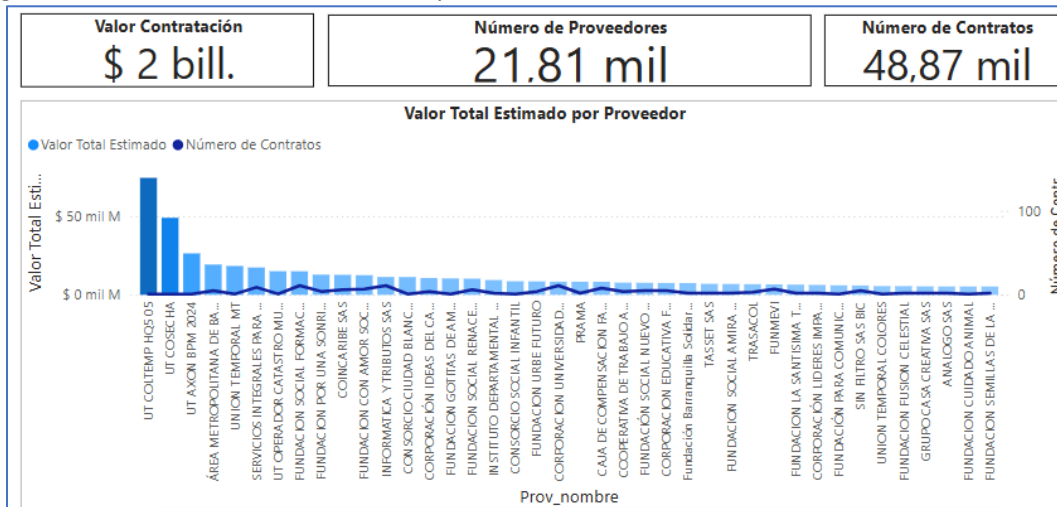 Valor Contratación
$ 2 bill.
Número de Proveedores
21,81 mil
Número de Contratos
48,87 mil
Valor Total Estimado por Proveedor
Valor Total Estimado Número de Contratos
Valor Total Esti...
$ 50 mil M
$ 0 mil M
100
0
Número de Contr...
UT COLTEMP HQ5 05
UT COSECHA
UT AXON BPM 2024
ÁREA METROPOLITANA DE BA...
UNION TEMPORAL MT
SERVICIOS INTEGRALES PARA ...
UT OPERADOR CATASTRO MU...
FUNDACION SOCIAL FORMAC...
FUNDACION POR UNA SONRI...
COINCARIBE SAS
FUNDACION CON AMOR SOC...
INFORMATICA Y TRIBUTOS SAS
CONSORCIO CIUDAD BLANC...
CORPORACIÓN IDEAS DEL CA...
FUNDACION GOTITAS DE AM...
FUNDACION SOCIAL RENACE...
INSTITUTO DEPARTAMENTAL ...
CONSORCIO SOCIAL INFANTIL
FUNDACION URBE FUTURO
CORPORACION UNIVERSIDAD...
PRAMA
CAJA DE COMPENSACION FA...
COOPERATIVA DE TRABAJO A...
FUNDACIÓN SOCIAL NUEVO ...
CORPORACION EDUCATIVA F...
Fundación Barranquilla Solidar...
TASSET SAS
FUNDACION SOCIAL AMIRA ...
TRASACOL
FUNIMEVI
FUNDACION LA SANTISIMA T...
CORPORACIÓN LIDERES IMPA...
FUNDACIÓN PARA COMUNIC...
SIN FILTRO SAS BIC
UNION TEMPORAL COLORES
FUNDACION FUSION CELESTIAL
GRUPO CASA CREATIVA SAS
ANALOGO SAS
FUNDACION CUIDADO ANIMAL
FUNDACION SEMILLAS DE LA ...
Prov_nombre